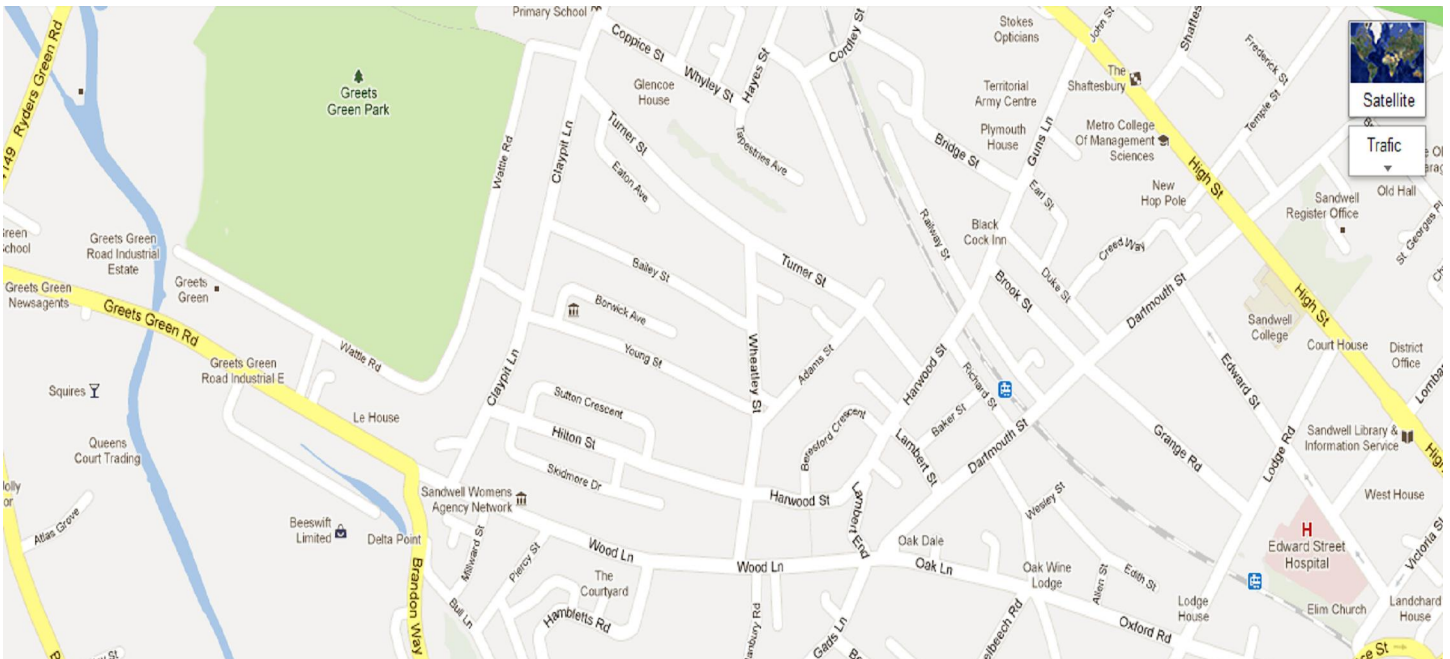 Primary School
Coppice St
Whyley St
Hayes St
Cordley St
Stokes
Opticians
John St
Frederick St
Satellite
Trafic
Ryders Green Rd
Greets
Green Park
Wattle Rd
Claypit Ln
Glencoe
House
Turner St
Eaton Ave
Tapestries Ave
Territorial
Army Centre
Plymouth
House
Guns Ln
The
Shaftesbury
Metro College
Of Management
Sciences
High St
Temple St
New
Hop Pole
Sandwell
Register Office
Old Hall
Bridge St
Earl St
Railway St
Black
Cock Inn
Creed Way
Duke St
Brook St
Dartmouth St
Greets Green
Road Industrial
Estate
Greets
Green
Greets Green
Newsagents
Greets Green Rd
Wattle Rd
Greets Green
Road Industrial E
Bailey St
Turner St
Borwick Ave
Young St
Wheatley St
Adams St
Claypit Ln
Harwood St
Richard St
Edward St
Sandwell
College
High St
Court House
District
Office
Squires
Le House
Queens
Court Trading
Sutton Crescent
Hilton St
Skidmore Dr
Beresford Crescent
Baker St
Lambert St
Dartmouth St
Grange Rd
Lodge Rd
Sandwell Library &
Information Service
West House
Sandwell Womens
Agency Network
Harwood St
Lambert End
Wesley St
Atlas Grove
Beeswift
Limited
Delta Point
Millward St
Piercy St
Wood Ln
Wood Ln
Oak Dale
Oak Ln
Oak Wine
Lodge
Edith St
Allen St
H
Edward Street
Hospital
Victoria St
Brandon Way
Bull Ln
The
Courtyard
Hambletts Rd
Gads Ln
Oxford Rd
Lodge
House
Elim Church
Landchard
House